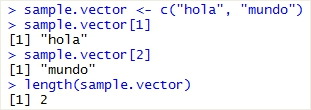 > sample.vector <- c("hola", "mundo")
> sample.vector[1]
[1] "hola"
> sample.vector[2]
[1] "mundo"
> length(sample.vector)
[1] 2